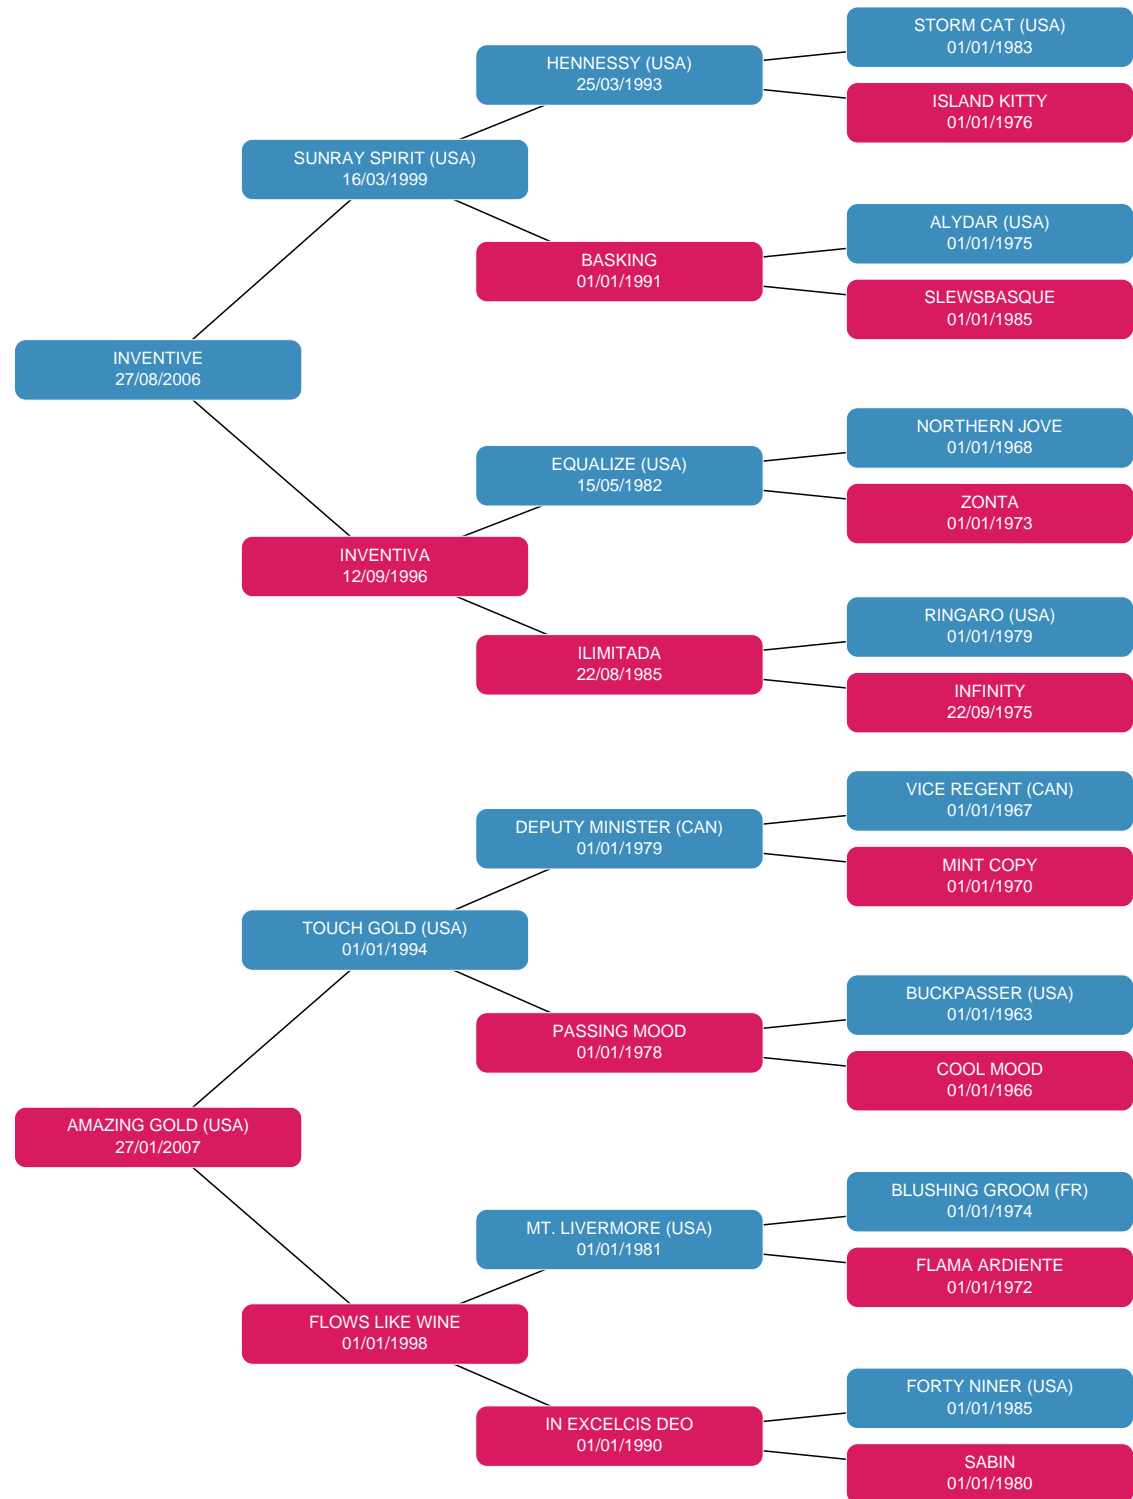 STORM CAT (USA)
01/01/1983
HENNESSY (USA)
25/03/1993
ISLAND KITTY
01/01/1976
SUNRAY SPIRIT (USA)
16/03/1999
ALYDAR (USA)
01/01/1975
BASKING
01/01/1991
SLEWSBASQUE
01/01/1985
INVENTIVE
27/08/2006
NORTHERN JOVE
01/01/1968
EQUALIZE (USA)
15/05/1982
ZONTA
01/01/1973
INVENTIVA
12/09/1996
RINGARO (USA)
01/01/1979
ILIMITADA
22/08/1985
INFINITY
22/09/1975
VICE REGENT (CAN)
01/01/1967
DEPUTY MINISTER (CAN)
01/01/1979
MINT COPY
01/01/1970
TOUCH GOLD (USA)
01/01/1994
BUCKPASSER (USA)
01/01/1963
PASSING MOOD
01/01/1978
COOL MOOD
01/01/1966
AMAZING GOLD (USA)
27/01/2007
BLUSHING GROOM (FR)
01/01/1974
MT. LIVERMORE (USA)
01/01/1981
FLAMA ARDIENTE
01/01/1972
FLOWS LIKE WINE
01/01/1998
FORTY NINER (USA)
01/01/1985
IN EXCELCIS DEO
01/01/1990
SABIN
01/01/1980